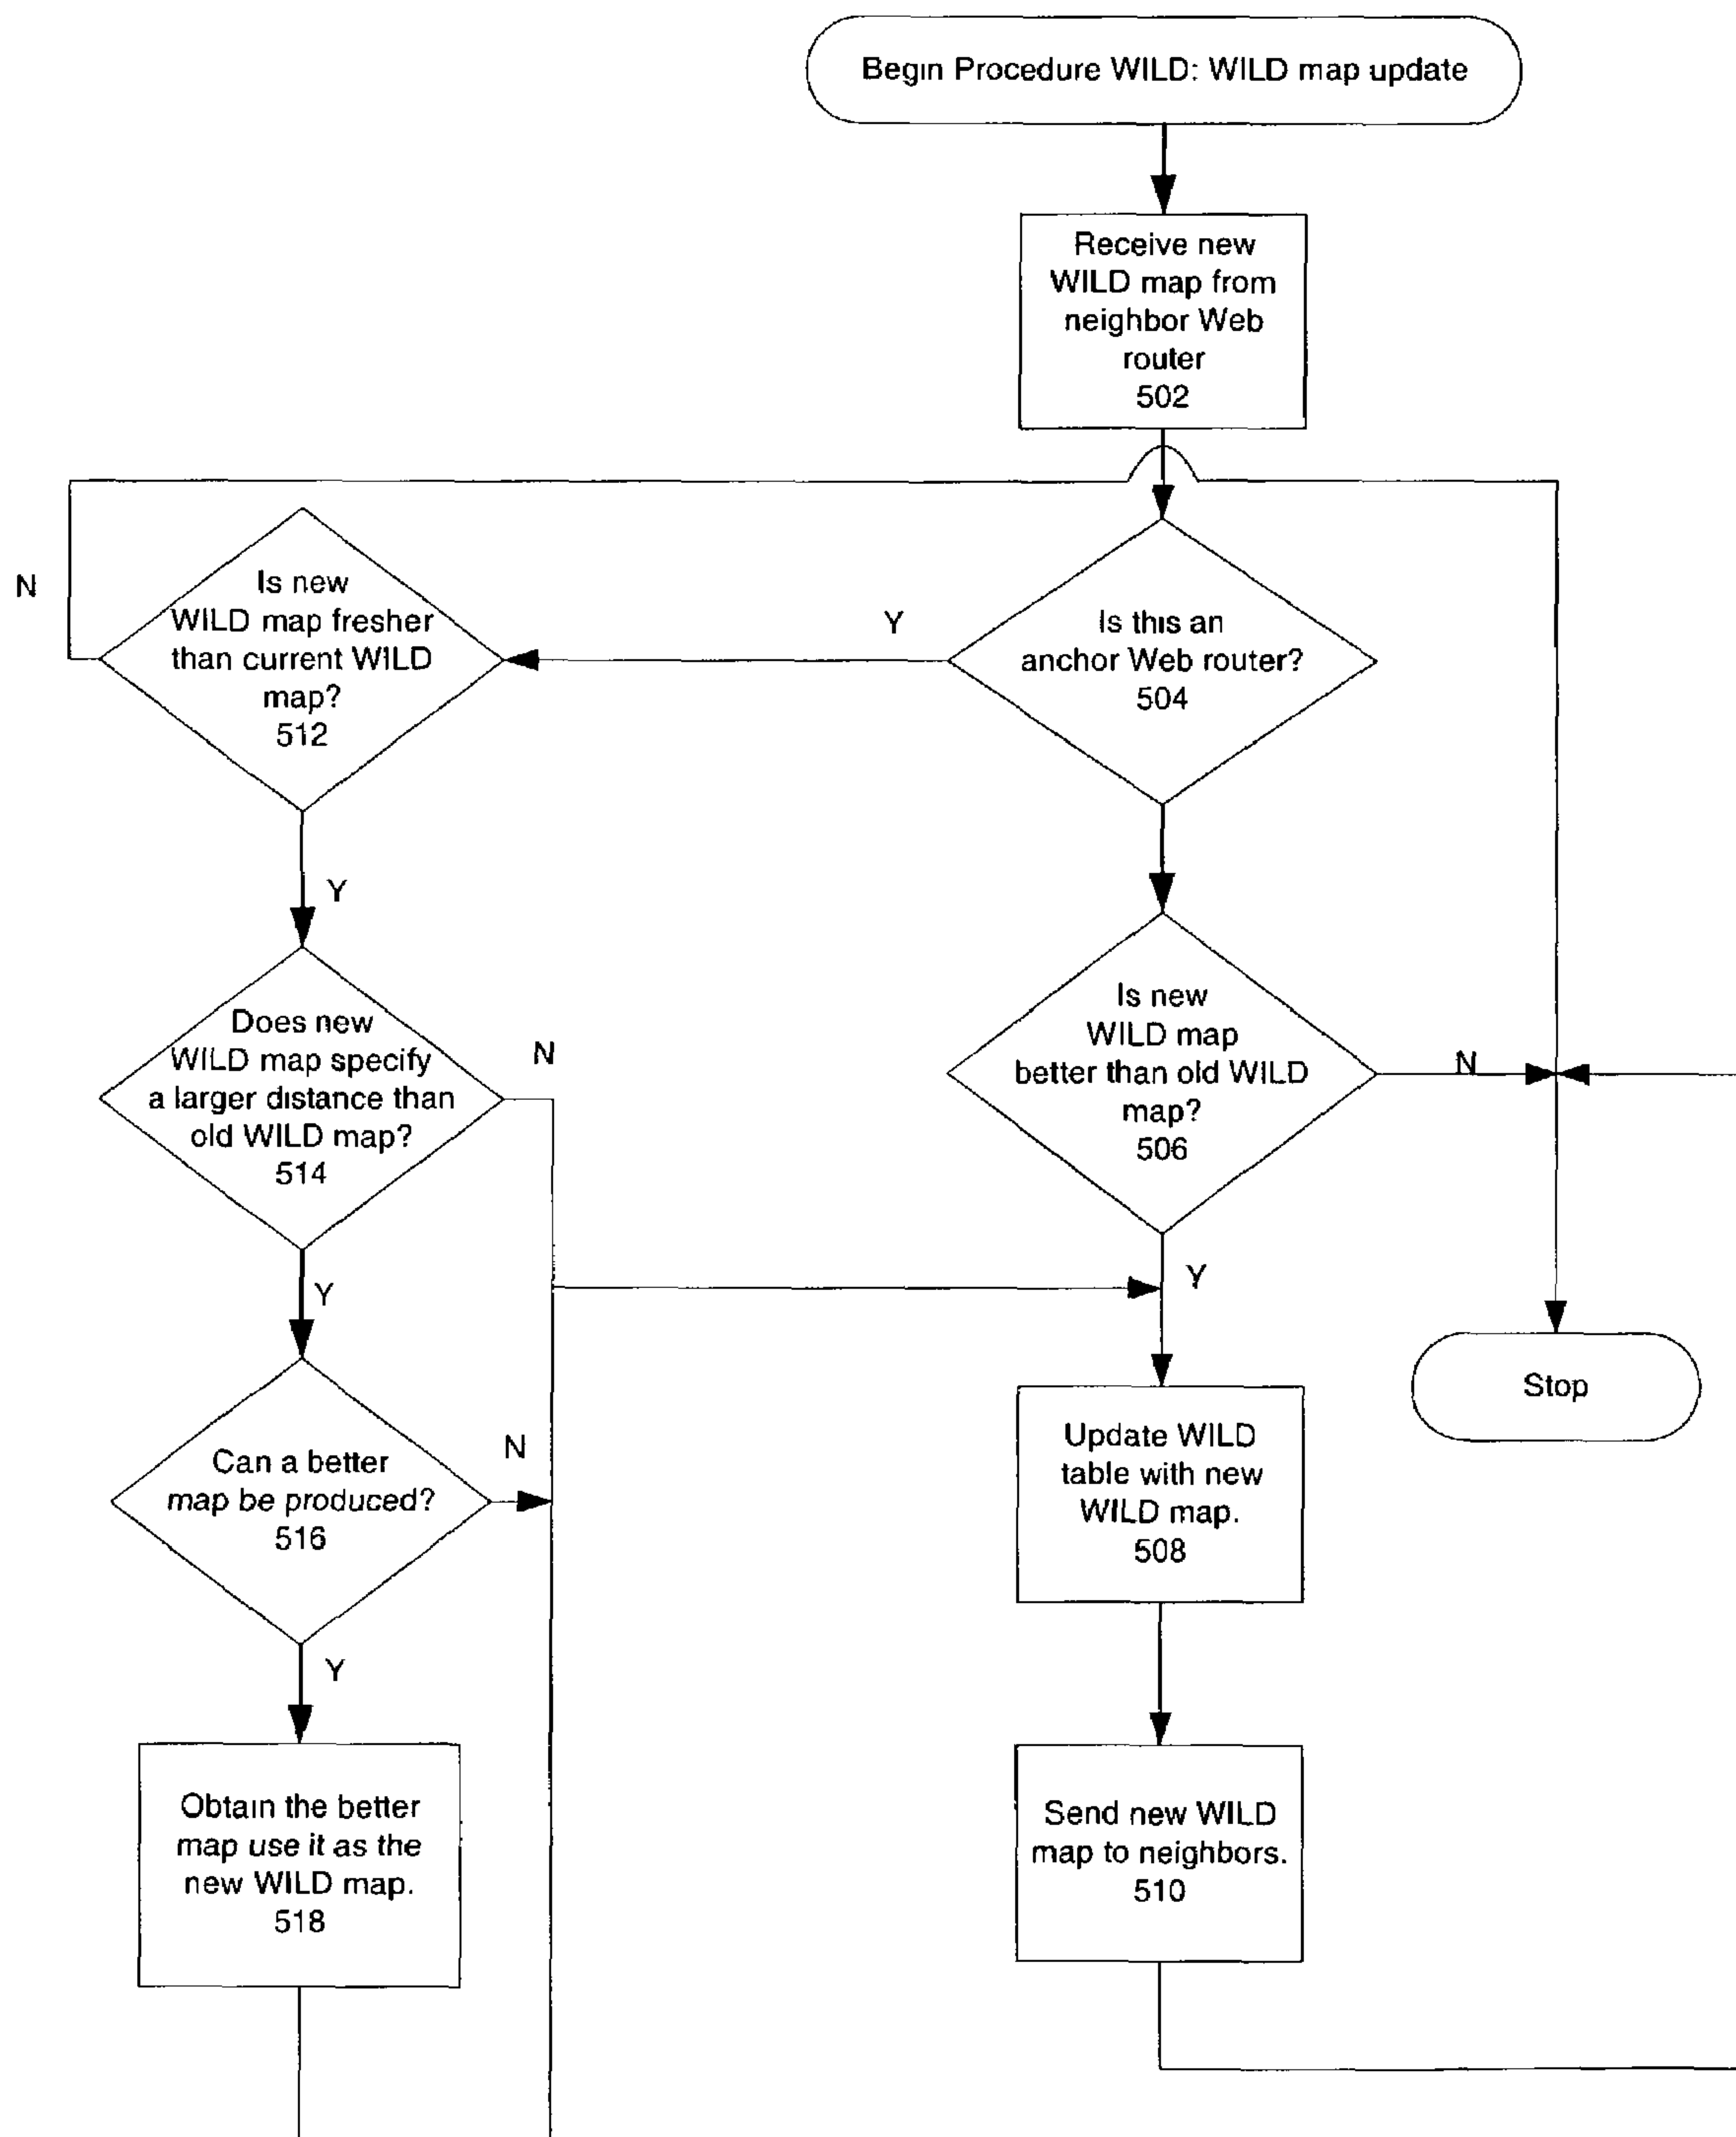 Begin Procedure WILD: WILD map update
Receive new
WILD map from
neighbor Web
router
502
Is this an
anchor Web router?
504
Y
Is new
WILD map fresher
than current WILD
map?
512
N
Y
Does new
WILD map specify
a larger distance than
old WILD map?
514
N
Y
Is new
WILD map
better than old WILD
map?
506
N
Y
Stop
Can a better
map be produced?
516
N
Y
Update WILD
table with new
WILD map.
508
Obtain the better
map use it as the
new WILD map.
518
Send new WILD
map to neighbors.
510